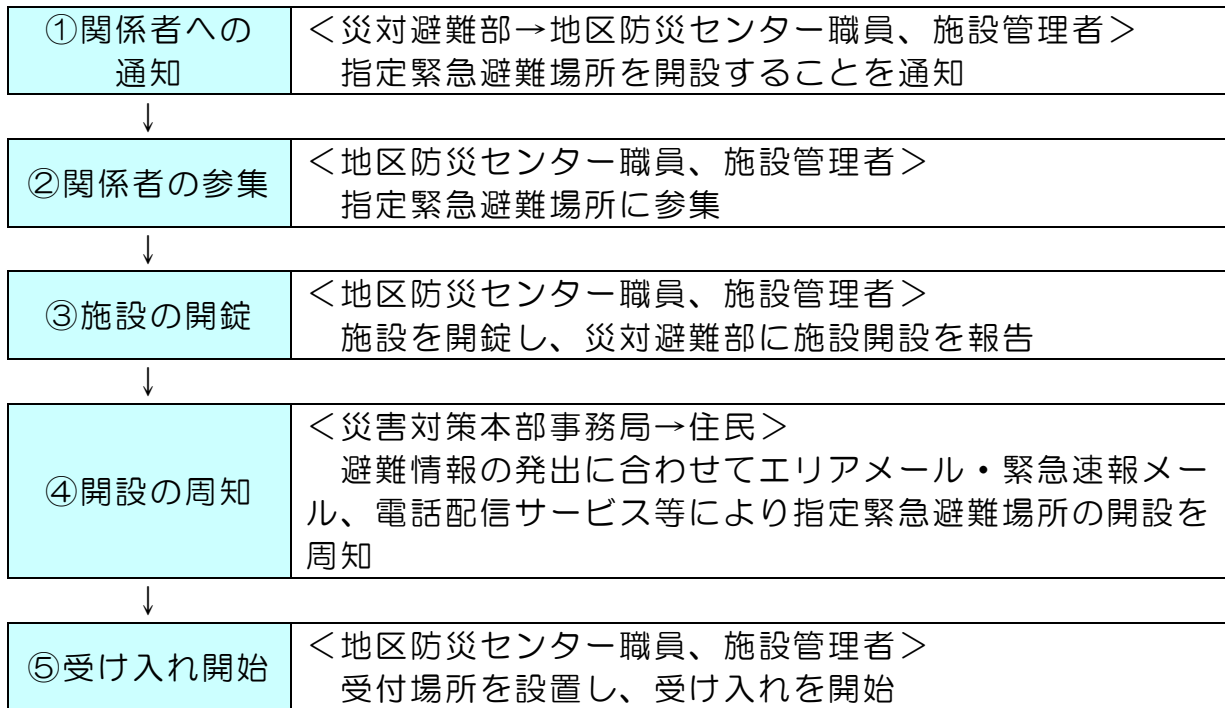 ①関係者への
通知
＜災対避難部→地区防災センター職員、施設管理者＞
指定緊急避難場所を開設することを通知
↓
②関係者の参集
＜地区防災センター職員、施設管理者＞
指定緊急避難場所に参集
↓
③施設の開錠
＜地区防災センター職員、施設管理者＞
施設を開錠し、災対避難部に施設開設を報告
↓
④開設の周知
＜災害対策本部事務局→住民＞
避難情報の発出に合わせてエリアメール・緊急速報メー
ル、電話配信サービス等により指定緊急避難場所の開設を
周知
↓
⑤受け入れ開始
＜地区防災センター職員、施設管理者＞
受付場所を設置し、受け入れを開始